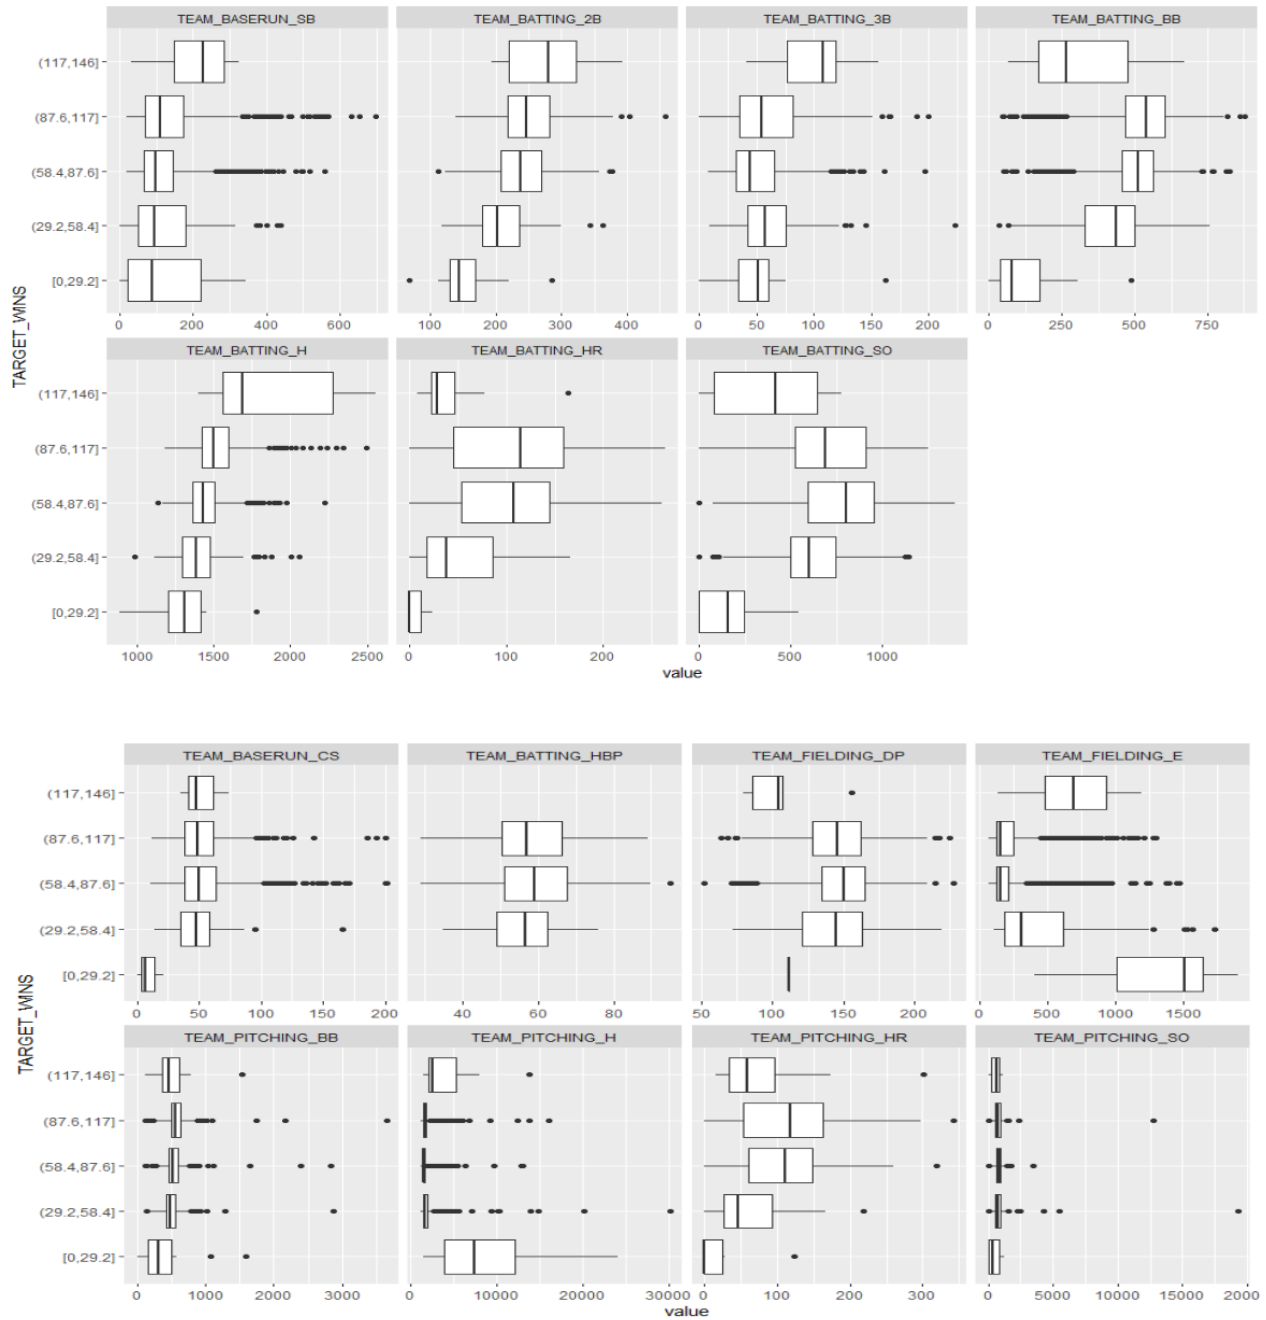 TEAM_BASERUN_SB TEAM_BATTING_2B TEAM_BATTING_3B TEAM_BATTING_BB
(117,146]
(87.6,117]
(58.4,87.6]
(29.2,58.4]
[0,29.2]
0 200 400 600 100 200 300 400 0 50 100 150 200 0 250 500 750
TARGET_WINS
TEAM_BATTING_H TEAM_BATTING_HR TEAM_BATTING_SO
(117,146]
(87.6,117]
(58.4,87.6]
(29.2,58.4]
[0,29.2]
1000 1500 2000 2500 0 100 200 0 500 1000
value
TEAM_BASERUN_CS TEAM_BATTING_HBP TEAM_FIELDING_DP TEAM_FIELDING_E
(117,146]
(87.6,117]
(58.4,87.6]
(29.2,58.4]
[0,29.2]
0 50 100 150 200 40 60 80 50 100 150 200 0 500 1000 1500
TARGET_WINS
TEAM_PITCHING_BB TEAM_PITCHING_H TEAM_PITCHING_HR TEAM_PITCHING_SO
(117,146]
(87.6,117]
(58.4,87.6]
(29.2,58.4]
[0,29.2]
0 1000 2000 3000 0 10000 20000 30000 0 100 200 300 0 5000 10000 15000 2000
value